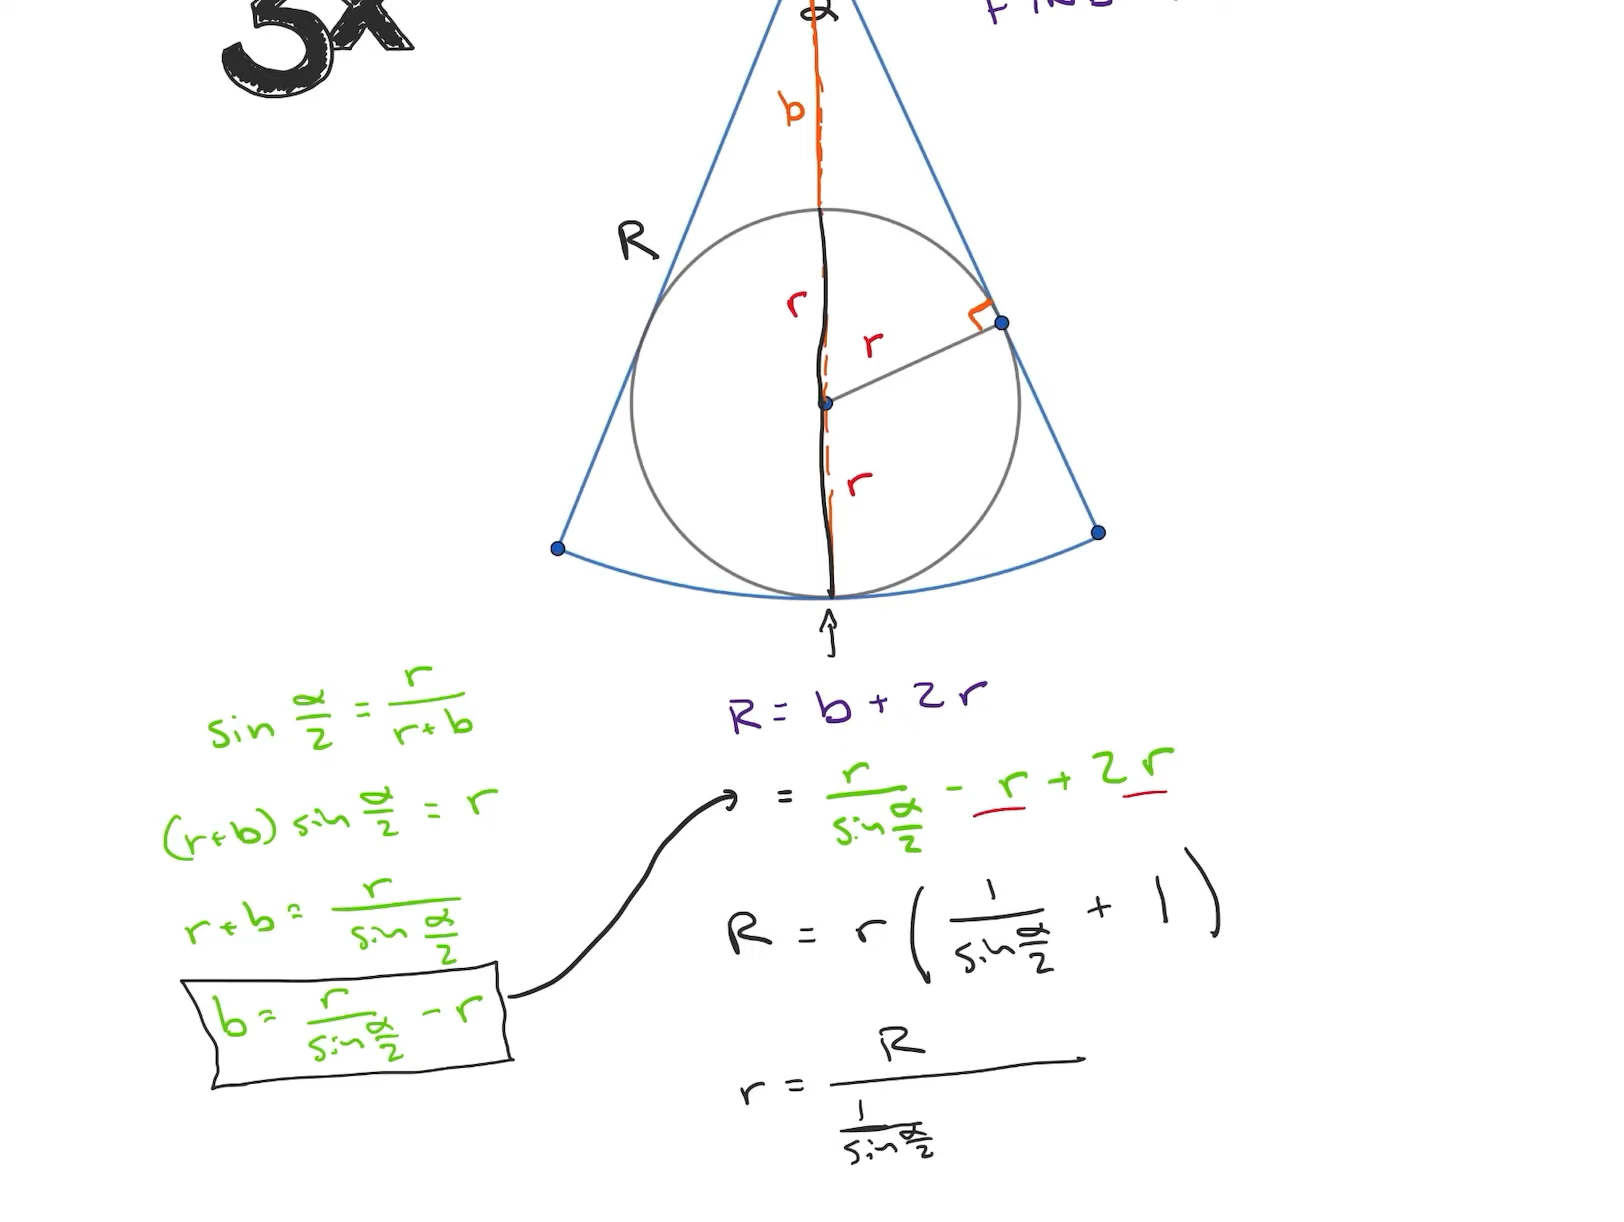 3x
α
b
R
r
r
r
sin α/2 = r/(r+b)
(r+b) sin α/2 = r
r+b = r/(sin α/2)
b = r/(sin α/2) - r
R = b + 2r
= r/(sin α/2) - r + 2r
R = r(1/(sin α/2) + 1)
r = R/(1/(sin α/2))